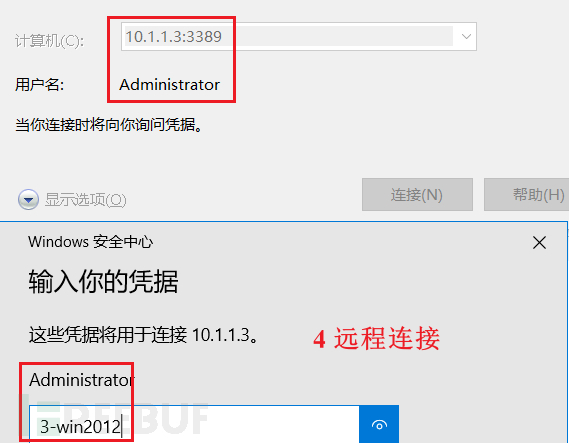 计算机(C):
10.1.1.3:3389
用户名:
Administrator
当你连接时将向你询问凭据。
显示选项(O)
连接(N)
帮助(H)
Windows 安全中心
输入你的凭据
这些凭据将用于连接 10.1.1.3。
4 远程连接
Administrator
3-win2012
FREEBUF